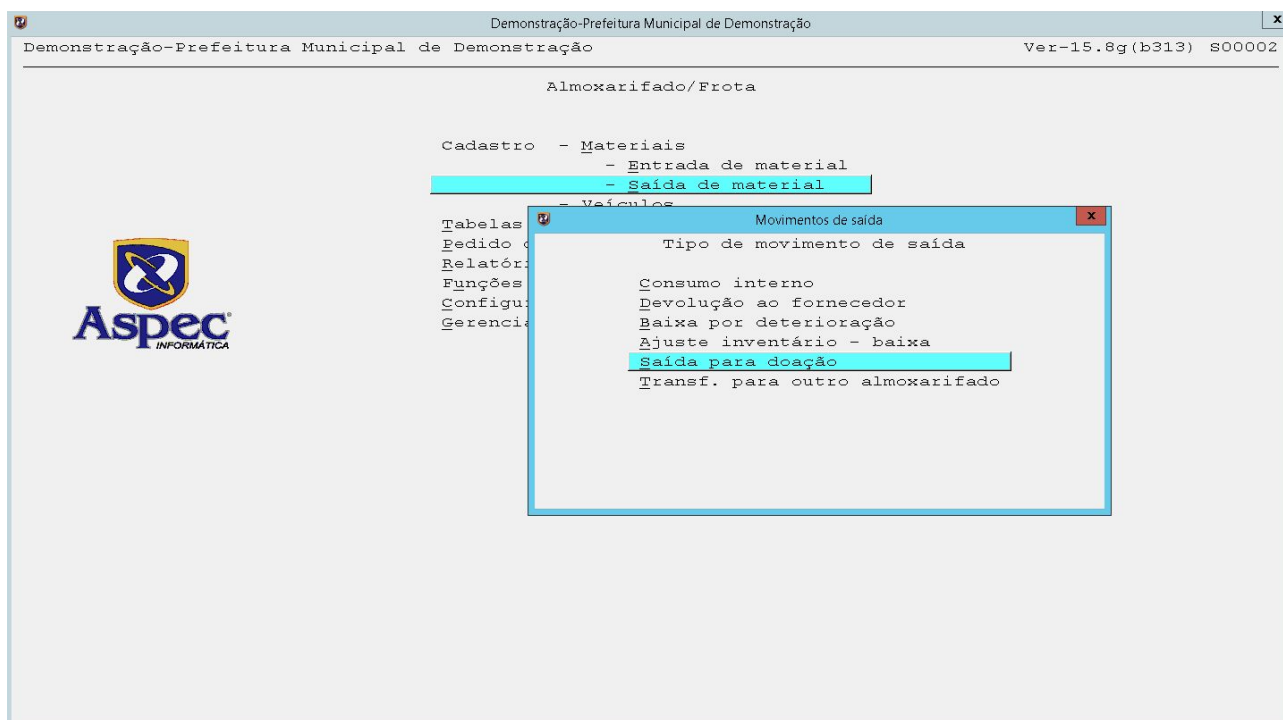 Demonstração-Prefeitura Municipal de Demonstração x
Demonstração-Prefeitura Municipal de Demonstração Ver-15.8g(b313) S00002
Almoxarifado/Frota
Cadastro - Materiais
- Entrada de material
- Saída de material
- Veículos
Tabelas
Pedido
Relatór
Funções
Configu
Gerencia
Movimentos de saída x
Tipo de movimento de saída
Consumo interno
Devolução ao fornecedor
Baixa por deterioração
Ajuste inventário - baixa
Saída para doação
Transf. para outro almoxarifado
Aspec
INFORMÁTICA